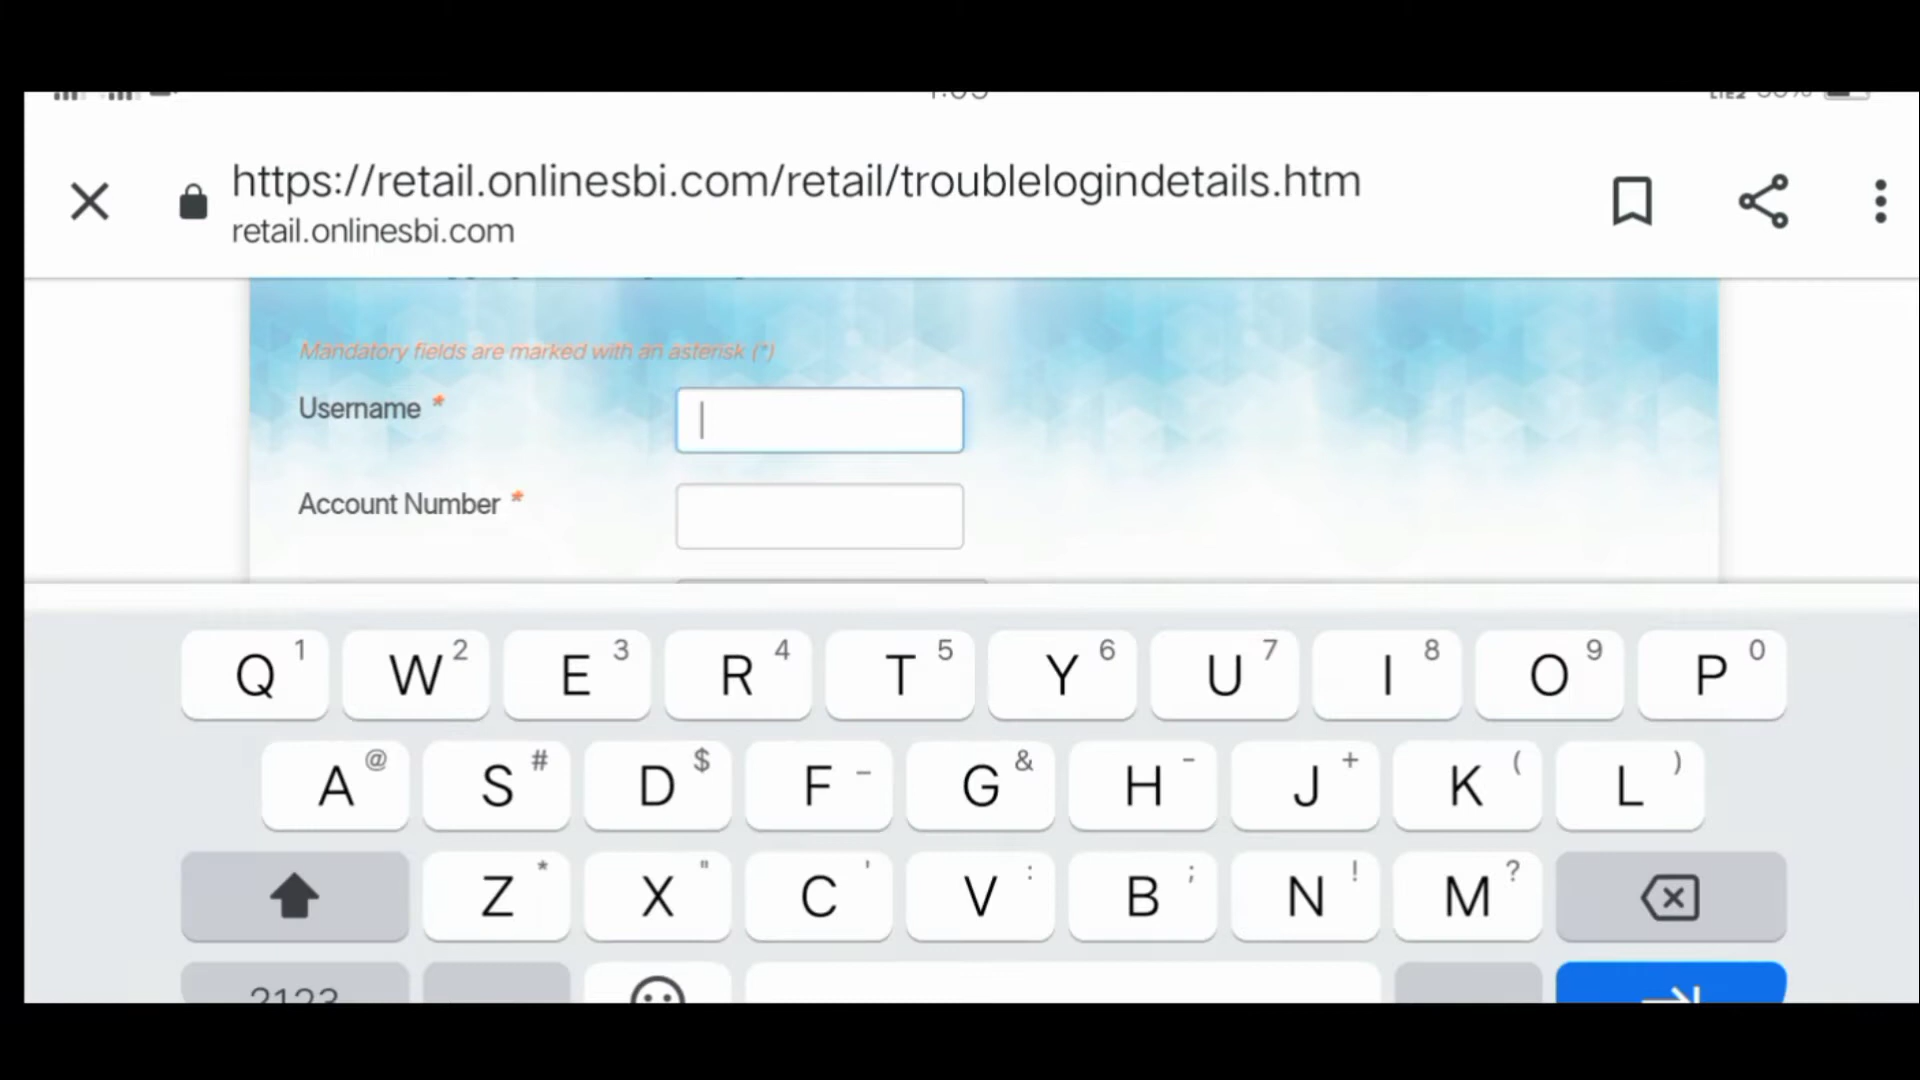 https://retail.onlinesbi.com/retail/troublelogindetails.htm
retail.onlinesbi.com
Mandatory fields are marked with an asterisk (*)
Username *
Account Number *
Q 1 W 2 E 3 R 4 T 5 Y 6 U 7 I 8 O 9 P 0
A @ S # D $ F _ G & H - J + K ( L )
Z * X " C ' V : B ; N ! M ?
?123